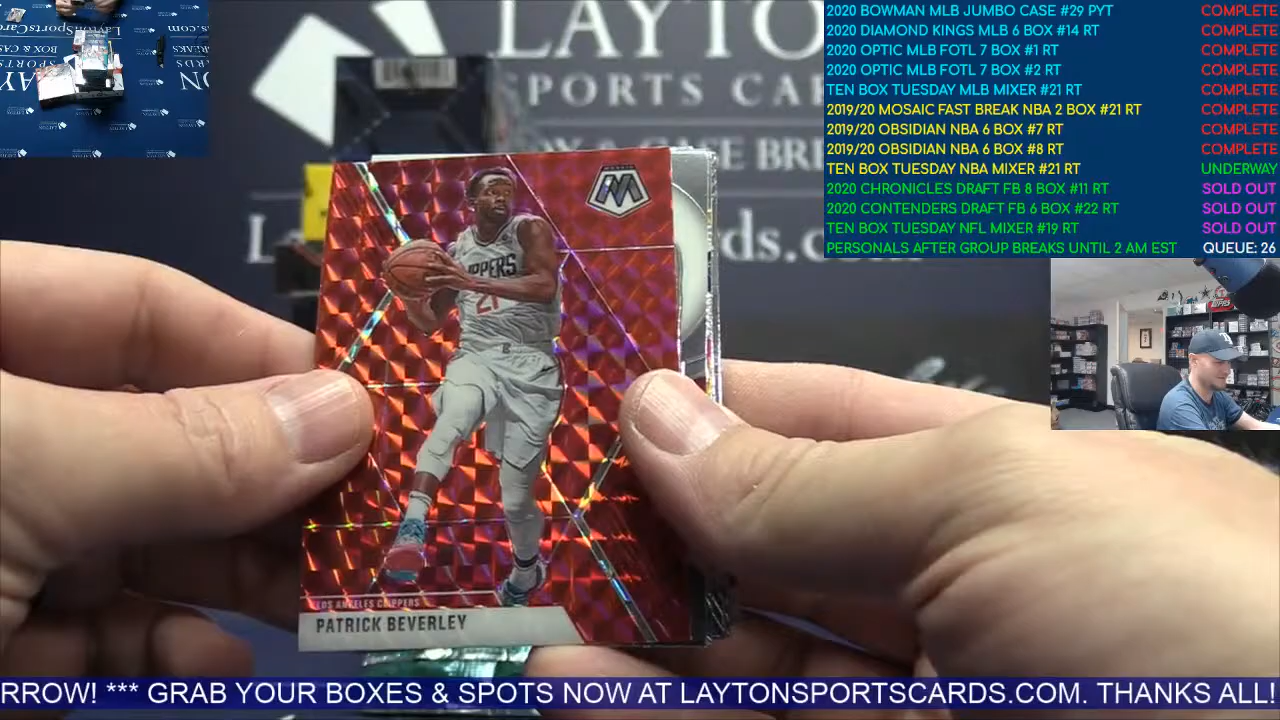 LAYTO
SPORTS CAR
2020 BOWMAN MLB JUMBO CASE #29 PYT COMPLETE
2020 DIAMOND KINGS MLB 6 BOX #14 RT COMPLETE
2020 OPTIC MLB FOTL 7 BOX #1 RT COMPLETE
2020 OPTIC MLB FOTL 7 BOX #2 RT COMPLETE
TEN BOX TUESDAY MLB MIXER #21 RT COMPLETE
2019/20 MOSAIC FAST BREAK NBA 2 BOX #21 RT COMPLETE
2019/20 OBSIDIAN NBA 6 BOX #7 RT COMPLETE
2019/20 OBSIDIAN NBA 6 BOX #8 RT COMPLETE
TEN BOX TUESDAY NBA MIXER #21 RT UNDERWAY
2020 CHRONICLES DRAFT FB 8 BOX #11 RT SOLD OUT
2020 CONTENDERS DRAFT FB 6 BOX #22 RT SOLD OUT
TEN BOX TUESDAY NFL MIXER #19 RT SOLD OUT
PERSONALS AFTER GROUP BREAKS UNTIL 2 AM EST QUEUE: 26
MOSAIC
M
CLIPPERS
21
LOS ANGELES CLIPPERS
PATRICK BEVERLEY
RROW! *** GRAB YOUR BOXES & SPOTS NOW AT LAYTONSPORTSCARDS.COM. THANKS ALL!